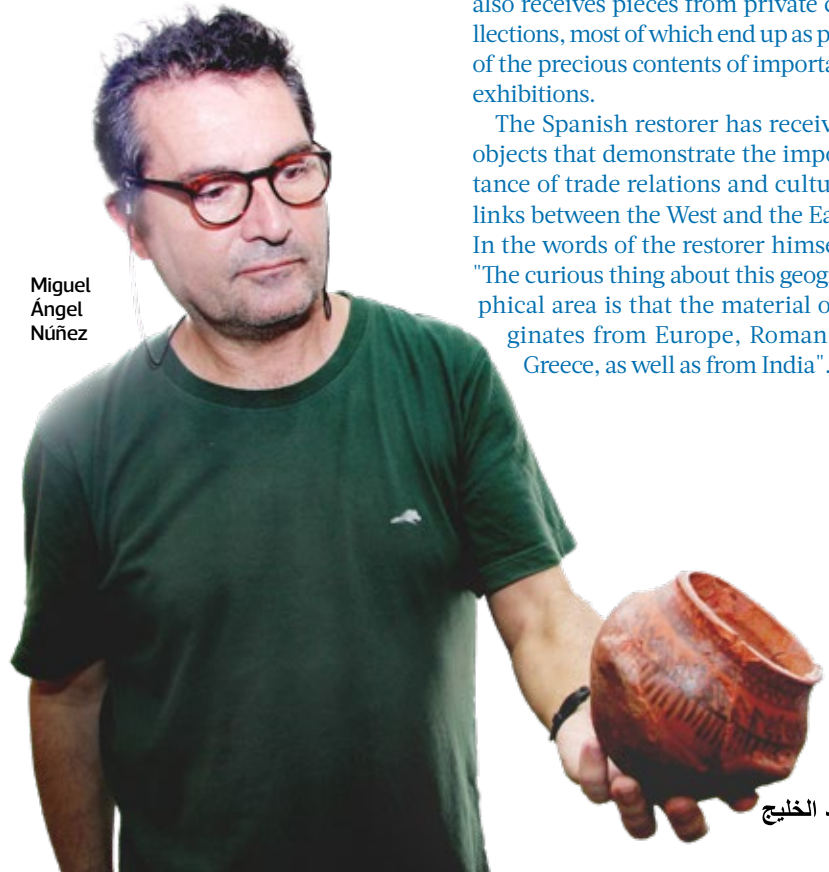 Miguel
Ángel
Núñez
also receives pieces from private c
llections, most of which end up as p
of the precious contents of importa
exhibitions.
The Spanish restorer has receiv
objects that demonstrate the impo
tance of trade relations and cultu
links between the West and the Ea
In the words of the restorer himse
"The curious thing about this geog
phical area is that the material o
ginates from Europe, Roman
Greece, as well as from India".
الخليج